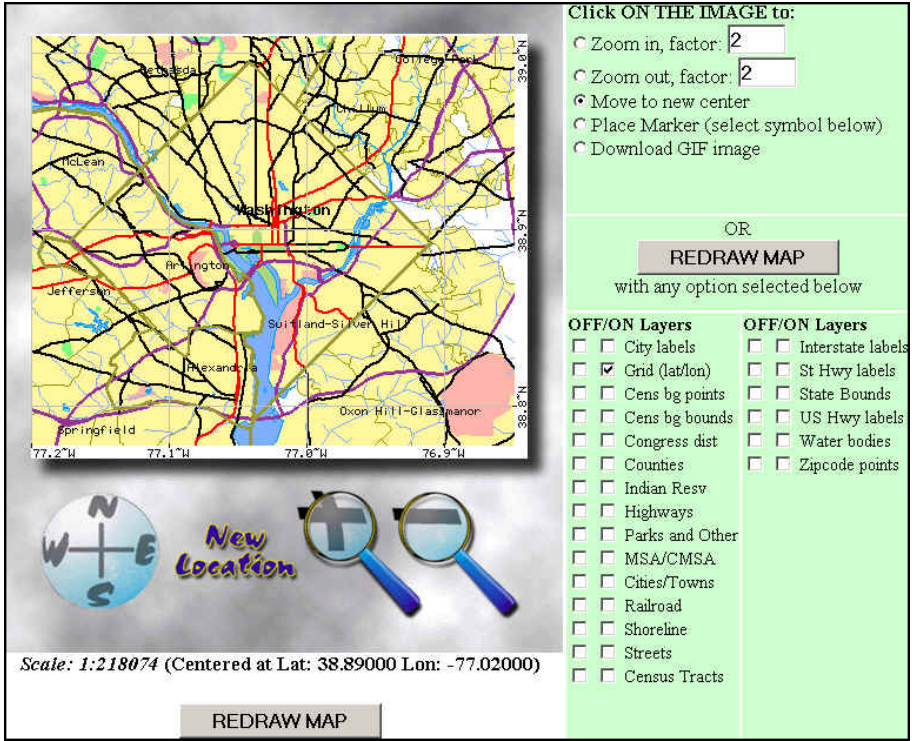 Click ON THE IMAGE to:
Zoom in, factor: 2
Zoom out, factor: 2
Move to new center
Place Marker (select symbol below)
Download GIF image
OR
REDRAW MAP
with any option selected below
OFF/ON Layers
City labels
Grid (lat/lon)
Cens bg points
Cens bg bounds
Congress dist
Counties
Indian Resv
Highways
Parks and Other
MSA/CMSA
Cities/Towns
Railroad
Shoreline
Streets
Census Tracts
OFF/ON Layers
Interstate labels
St Hwy labels
State Bounds
US Hwy labels
Water bodies
Zipcode points
Bethesda
College Park
39.0°N
Chillum
McLean
Washington
38.9°N
Arlington
Jefferson
Suitland-Silver Hill
Alexandria
Oxon Hill-Glassmanor
38.8°N
Springfield
77.2°W
77.1°W
77.0°W
76.9°W
N
W
E
S
New
Location
Scale: 1:218074 (Centered at Lat: 38.89000 Lon: -77.02000)
REDRAW MAP